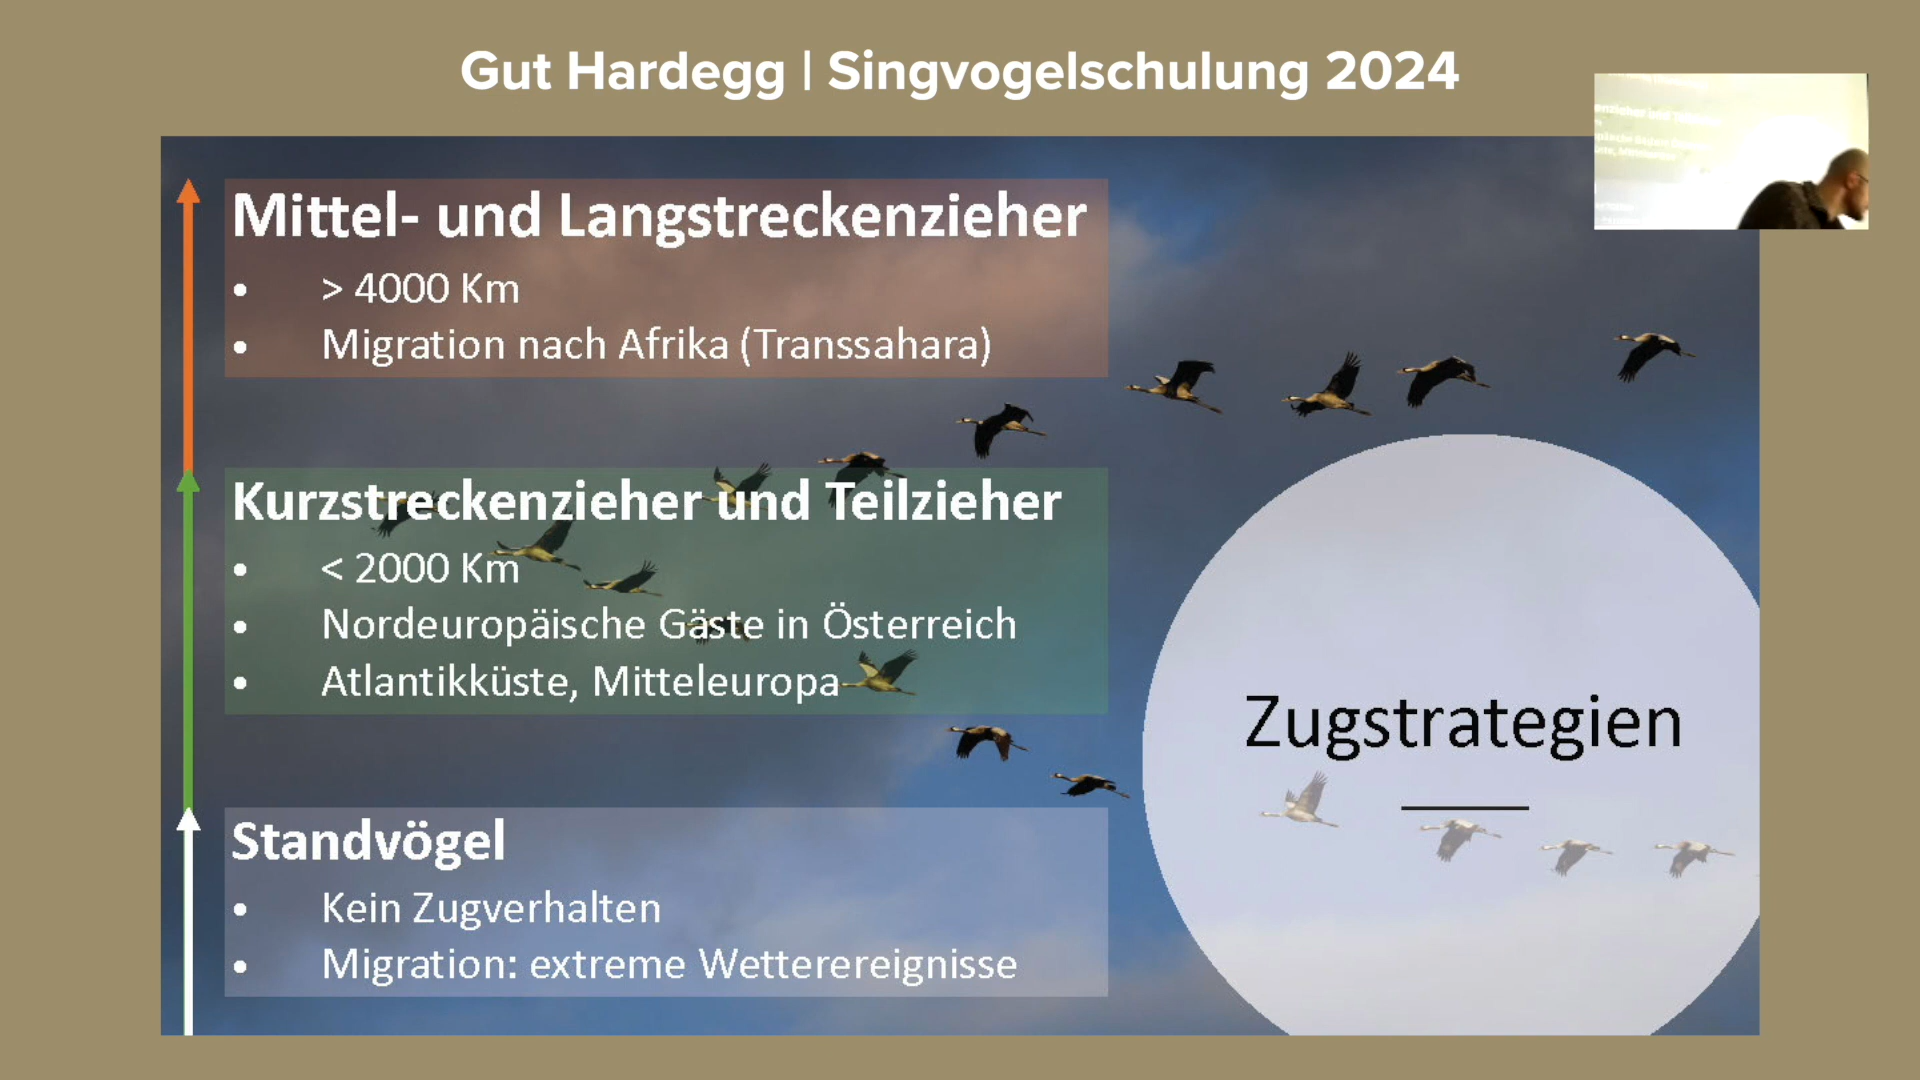 Gut Hardegg | Singvogelschulung 2024
Mittel- und Langstreckenzieher
• > 4000 Km
• Migration nach Afrika (Transsahara)
Kurzstreckenzieher und Teilzieher
• < 2000 Km
• Nordeuropäische Gäste in Österreich
• Atlantikküste, Mitteleuropa
Standvögel
• Kein Zugverhalten
• Migration: extreme Wetterereignisse
Zugstrategien